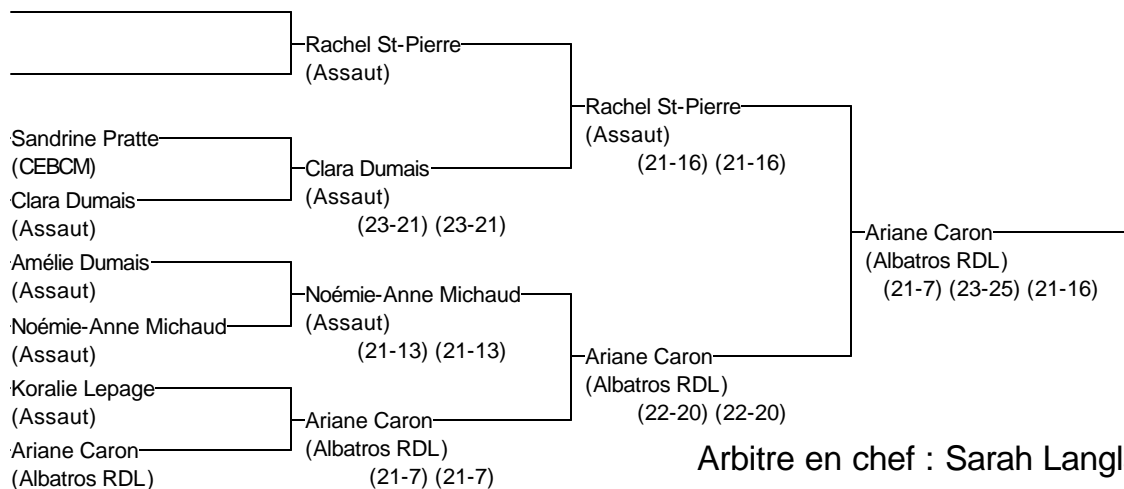 Rachel St-Pierre
(Assaut)
Rachel St-Pierre
(Assaut)
(21-16) (21-16)
Sandrine Pratte
(CEBCM)
Clara Dumais
(Assaut)
(23-21) (23-21)
Clara Dumais
(Assaut)
Ariane Caron
(Albatros RDL)
(21-7) (23-25) (21-16)
Amélie Dumais
(Assaut)
Noémie-Anne Michaud
(Assaut)
(21-13) (21-13)
Noémie-Anne Michaud
(Assaut)
Ariane Caron
(Albatros RDL)
(22-20) (22-20)
Koralie Lepage
(Assaut)
Ariane Caron
(Albatros RDL)
(21-7) (21-7)
Ariane Caron
(Albatros RDL)
Arbitre en chef : Sarah Langl